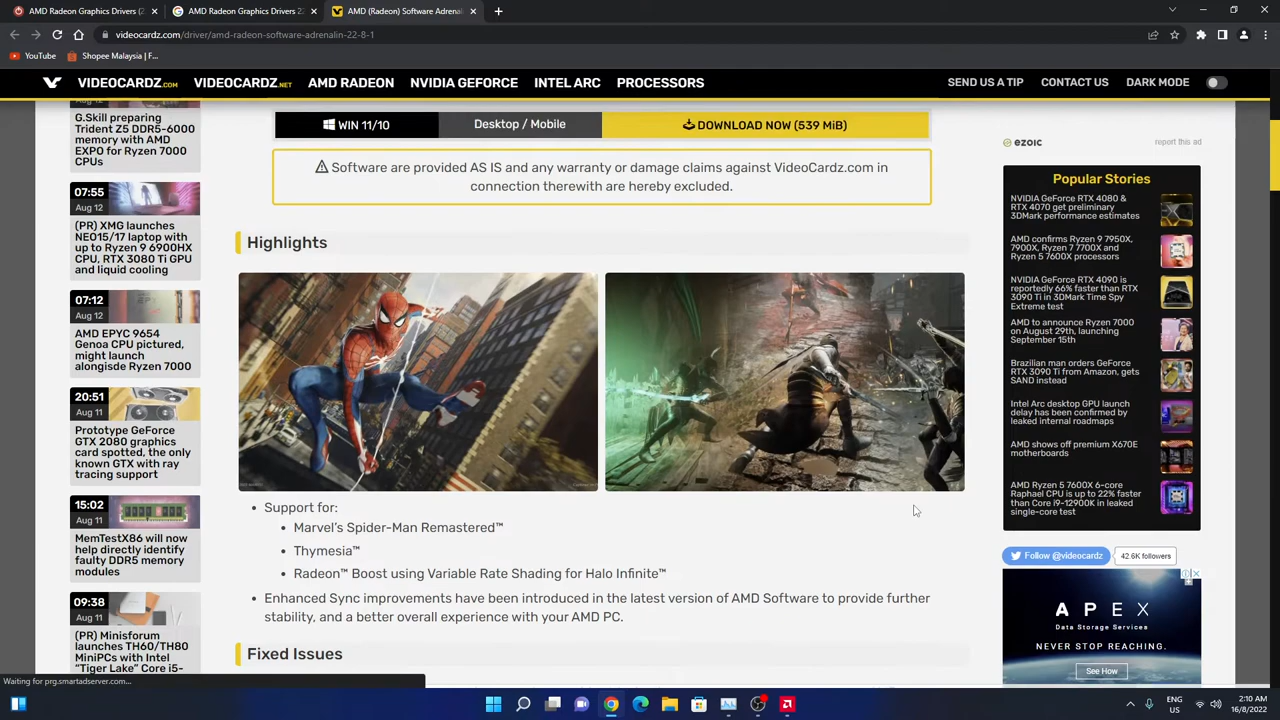 AMD Radeon Graphics Drivers (2
AMD Radeon Graphics Drivers 22
AMD (Radeon) Software Adrenal
videocardz.com/driver/amd-radeon-software-adrenalin-22-8-1
YouTube
Shopee Malaysia | F...
VIDEOCARDZ.COM
VIDEOCARDZ.NET
AMD RADEON
NVIDIA GEFORCE
INTEL ARC
PROCESSORS
SEND US A TIP
CONTACT US
DARK MODE
Aug 12
G.Skill preparing
Trident Z5 DDR5-6000
memory with AMD
EXPO for Ryzen 7000
CPUs
07:55
Aug 12
(PR) XMG launches
NEO15/17 laptop with
up to Ryzen 9 6900HX
CPU, RTX 3080 Ti GPU
and liquid cooling
07:12
Aug 12
AMD EPYC 9654
Genoa CPU pictured,
might launch
alongisde Ryzen 7000
20:51
Aug 11
Prototype GeForce
GTX 2080 graphics
card spotted, the only
known GTX with ray
tracing support
15:02
Aug 11
MemTestX86 will now
help directly identify
faulty DDR5 memory
modules
09:38
Aug 11
(PR) Minisforum
launches TH60/TH80
MiniPCs with Intel
“Tiger Lake” Core i5-
WIN 11/10
Desktop / Mobile
DOWNLOAD NOW (539 MiB)
Software are provided AS IS and any warranty or damage claims against VideoCardz.com in
connection therewith are hereby excluded.
Highlights
Support for:
Marvel’s Spider-Man Remastered™
Thymesia™
Radeon™ Boost using Variable Rate Shading for Halo Infinite™
Enhanced Sync improvements have been introduced in the latest version of AMD Software to provide further
stability, and a better overall experience with your AMD PC.
Fixed Issues
ezoic
report this ad
Popular Stories
NVIDIA GeForce RTX 4080 &
RTX 4070 get preliminary
3DMark performance estimates
AMD confirms Ryzen 9 7950X,
7900X, Ryzen 7 7700X and
Ryzen 5 7600X processors
NVIDIA GeForce RTX 4090 is
reportedly 66% faster than RTX
3090 Ti in 3DMark Time Spy
Extreme test
AMD to announce Ryzen 7000
on August 29th, launching
September 15th
Brazilian man orders GeForce
RTX 3090 Ti from Amazon, gets
SAND instead
Intel Arc desktop GPU launch
delay has been confirmed by
leaked internal roadmaps
AMD shows off premium X670E
motherboards
AMD Ryzen 5 7600X 6-core
Raphael CPU is up to 22% faster
than Core i9-12900K in leaked
single-core test
Follow @videocardz
42.6K followers
APEX
Data Storage Services
NEVER STOP REACHING.
See How
Waiting for prg.smartadserver.com...
ENG
US
2:10 AM
16/8/2022